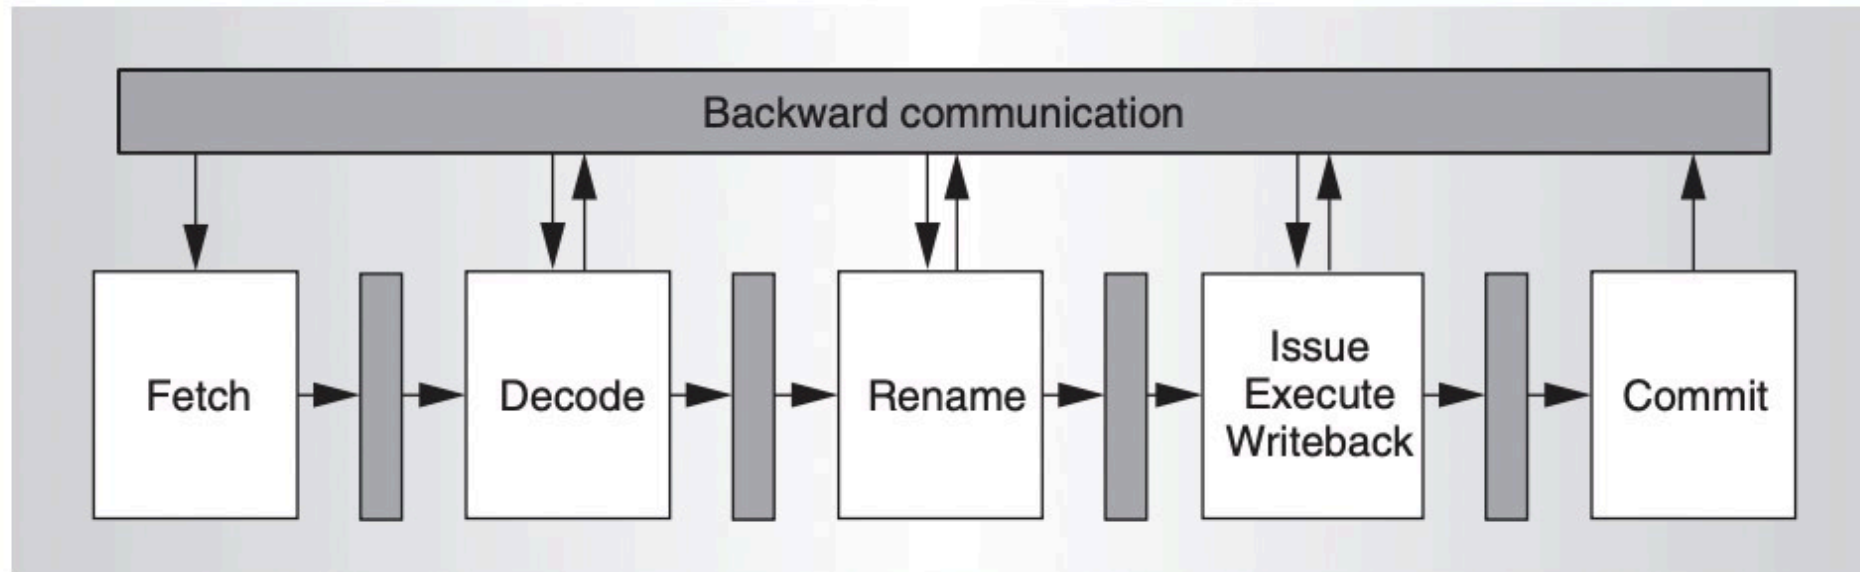 Backward communication
Fetch
Decode
Rename
Issue
Execute
Writeback
Commit